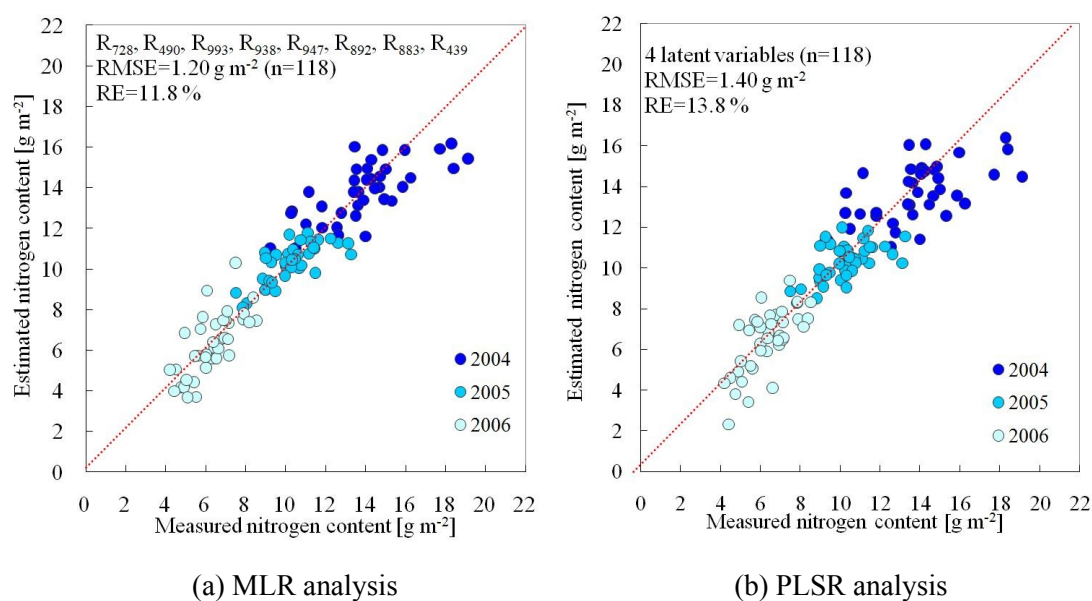 R728, R490, R993, R938, R947, R892, R883, R439
RMSE=1.20 g m-2 (n=118)
RE=11.8 %
Estimated nitrogen content [g m-2]
22
20
18
16
14
12
10
8
6
4
2
0
2004
2005
2006
0 2 4 6 8 10 12 14 16 18 20 22
Measured nitrogen content [g m-2]
(a) MLR analysis
4 latent variables (n=118)
RMSE=1.40 g m-2
RE=13.8 %
Estimated nitrogen content [g m-2]
22
20
18
16
14
12
10
8
6
4
2
0
2004
2005
2006
0 2 4 6 8 10 12 14 16 18 20 22
Measured nitrogen content [g m-2]
(b) PLSR analysis